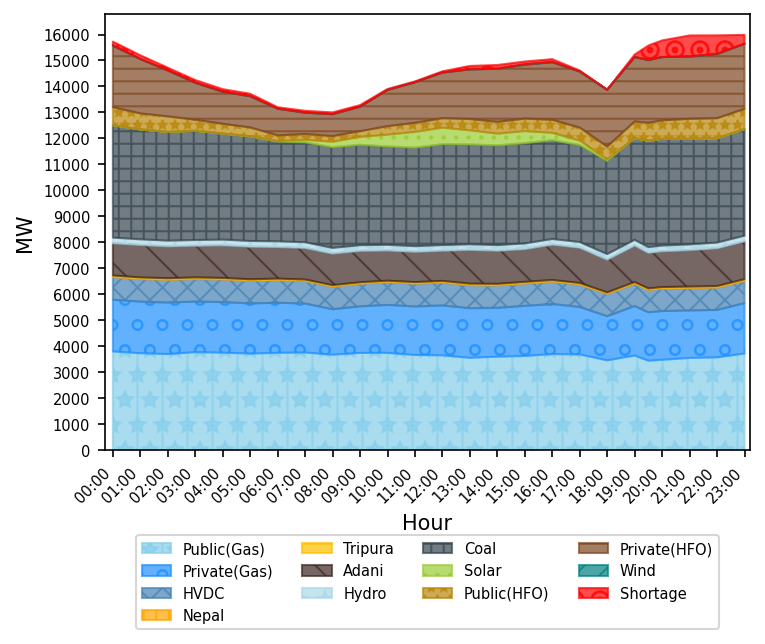 16000
15000
14000
13000
12000
11000
10000
9000
8000
7000
6000
5000
4000
3000
2000
1000
0
MW
00:00 01:00 02:00 03:00 04:00 05:00 06:00 07:00 08:00 09:00 10:00 11:00 12:00 13:00 14:00 15:00 16:00 17:00 18:00 19:00 20:00 21:00 22:00 23:00
Hour
Public(Gas) Tripura Coal Private(HFO)
Private(Gas) Adani Solar Wind
HVDC Hydro Public(HFO) Shortage
Nepal